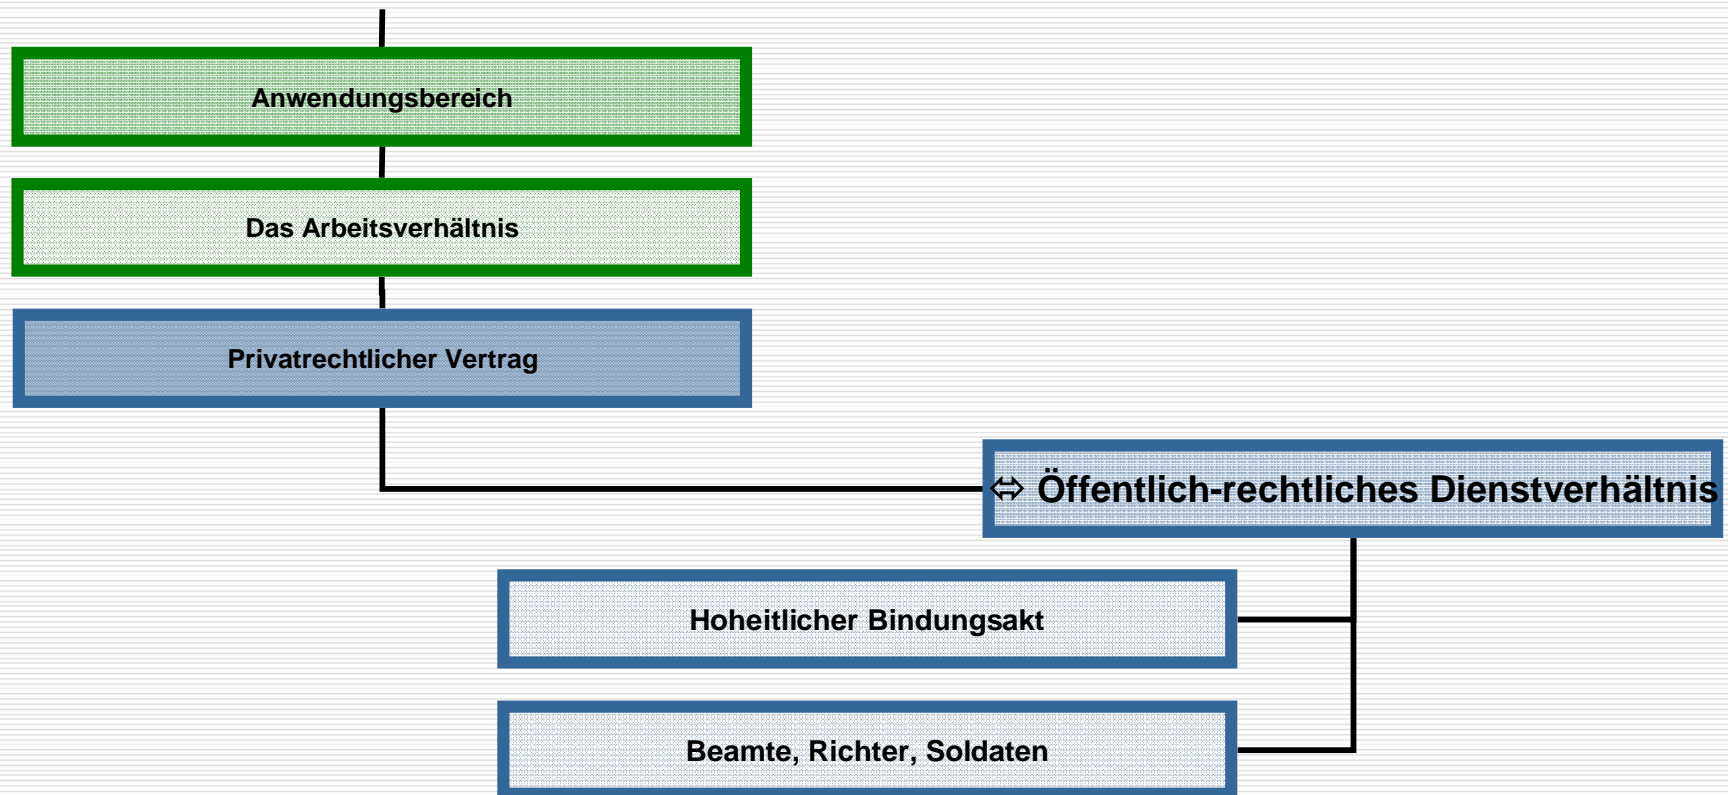 Anwendungsbereich
Das Arbeitsverhältnis
Privatrechtlicher Vertrag
⇔ Öffentlich-rechtliches Dienstverhältnis
Hoheitlicher Bindungsakt
Beamte, Richter, Soldaten